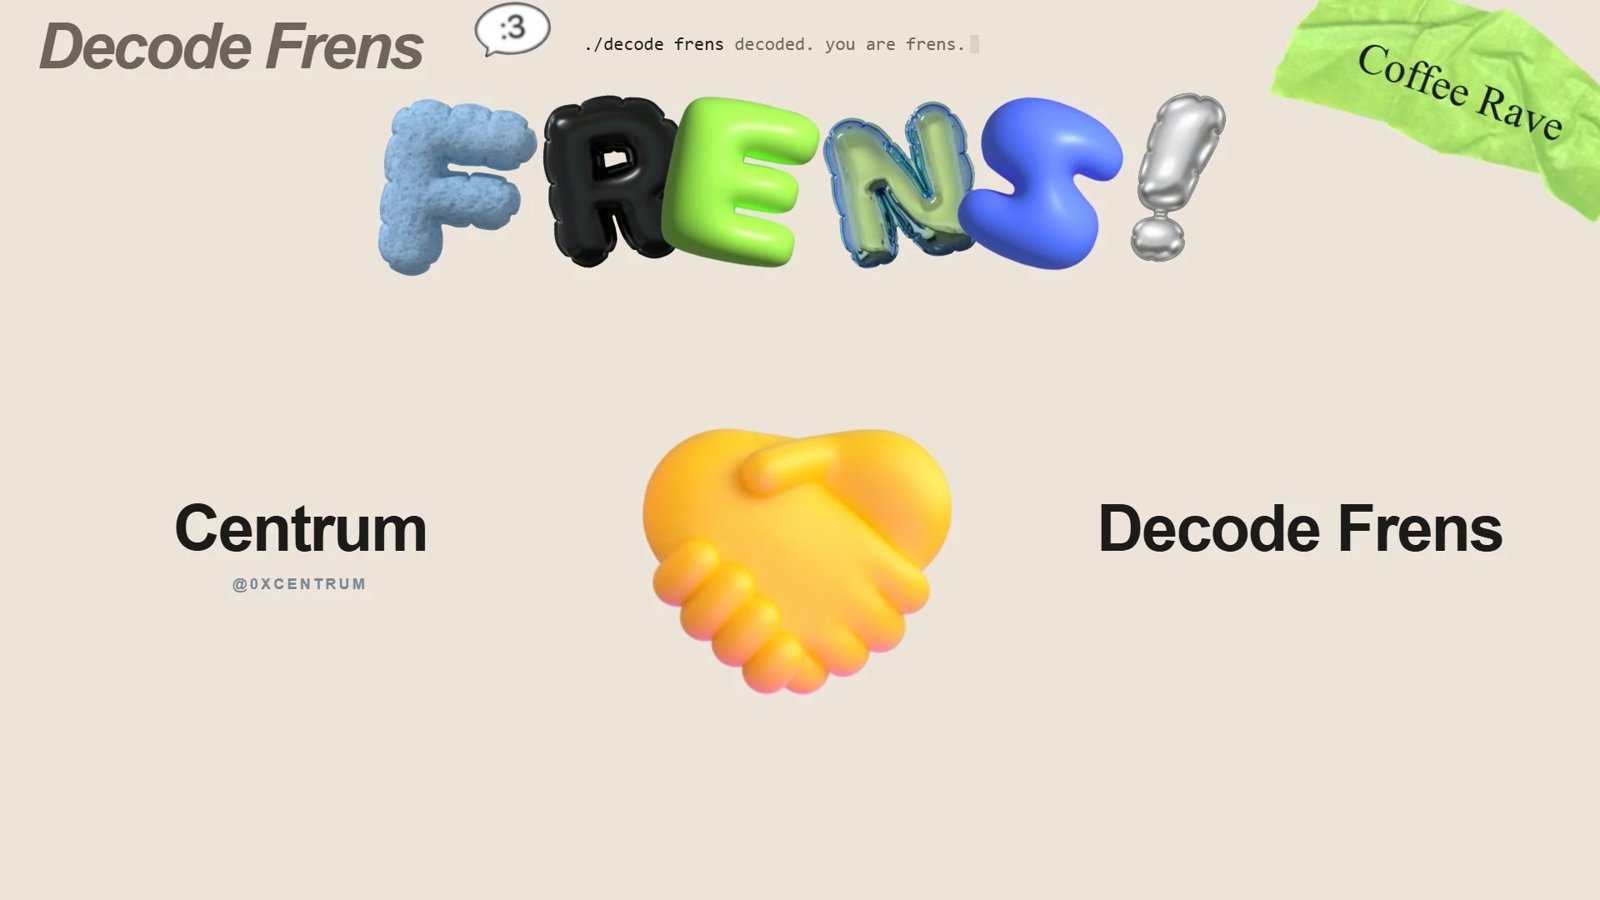 Decode Frens
:3
./decode frens decoded. you are frens.
Coffee Rave
FRENS!
Centrum
@0XCENTRUM
Decode Frens